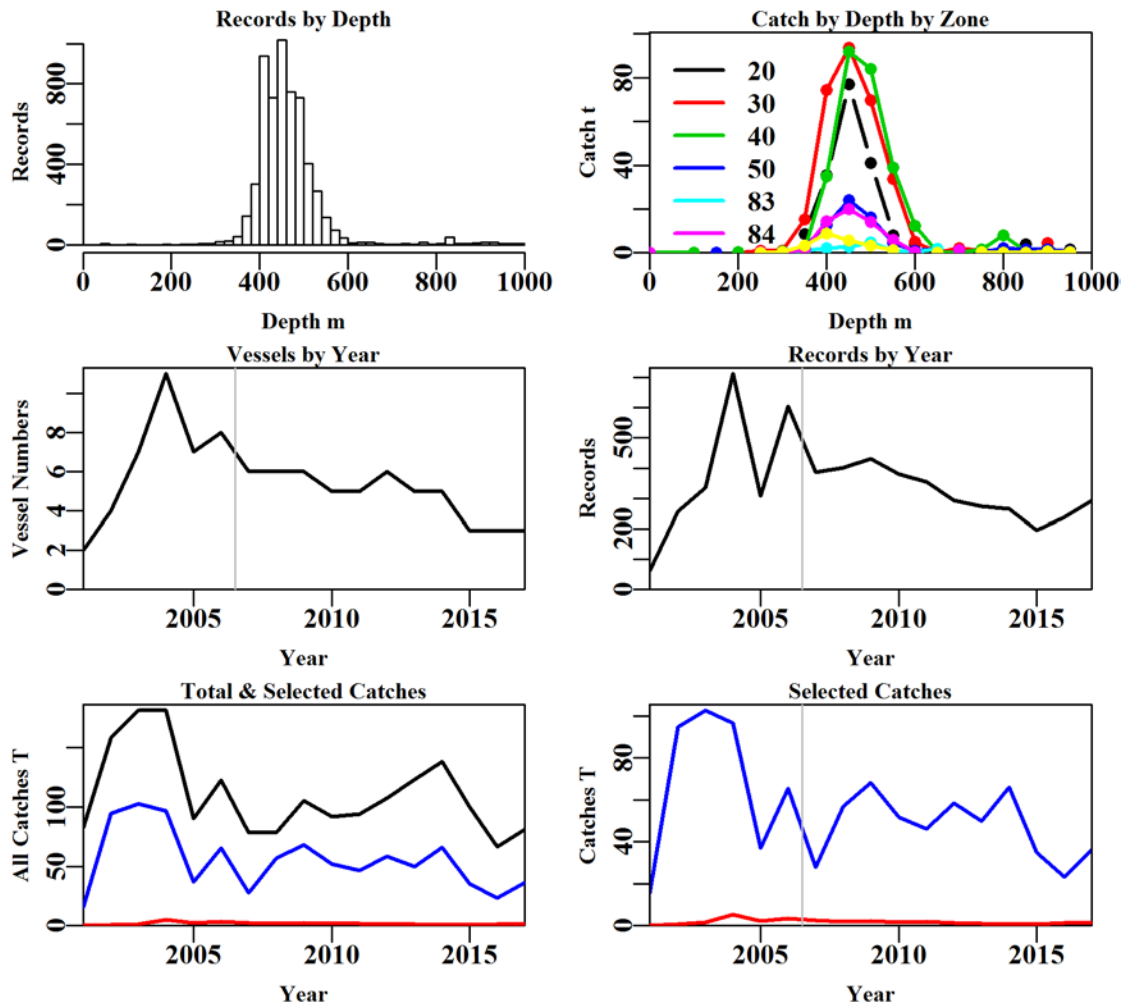 Records by Depth
Records
0 400 800
0 200 400 600 800 1000
Depth m
Catch by Depth by Zone
Catch t
0 40 80
20
30
40
50
83
84
0 200 400 600 800 1000
Depth m
Vessels by Year
Vessel Numbers
0 2 4 6 8
2005 2010 2015
Year
Records by Year
Records
0 200 500
2005 2010 2015
Year
Total & Selected Catches
All Catches T
0 50 100
2005 2010 2015
Year
Selected Catches
Catches T
0 40 80
2005 2010 2015
Year